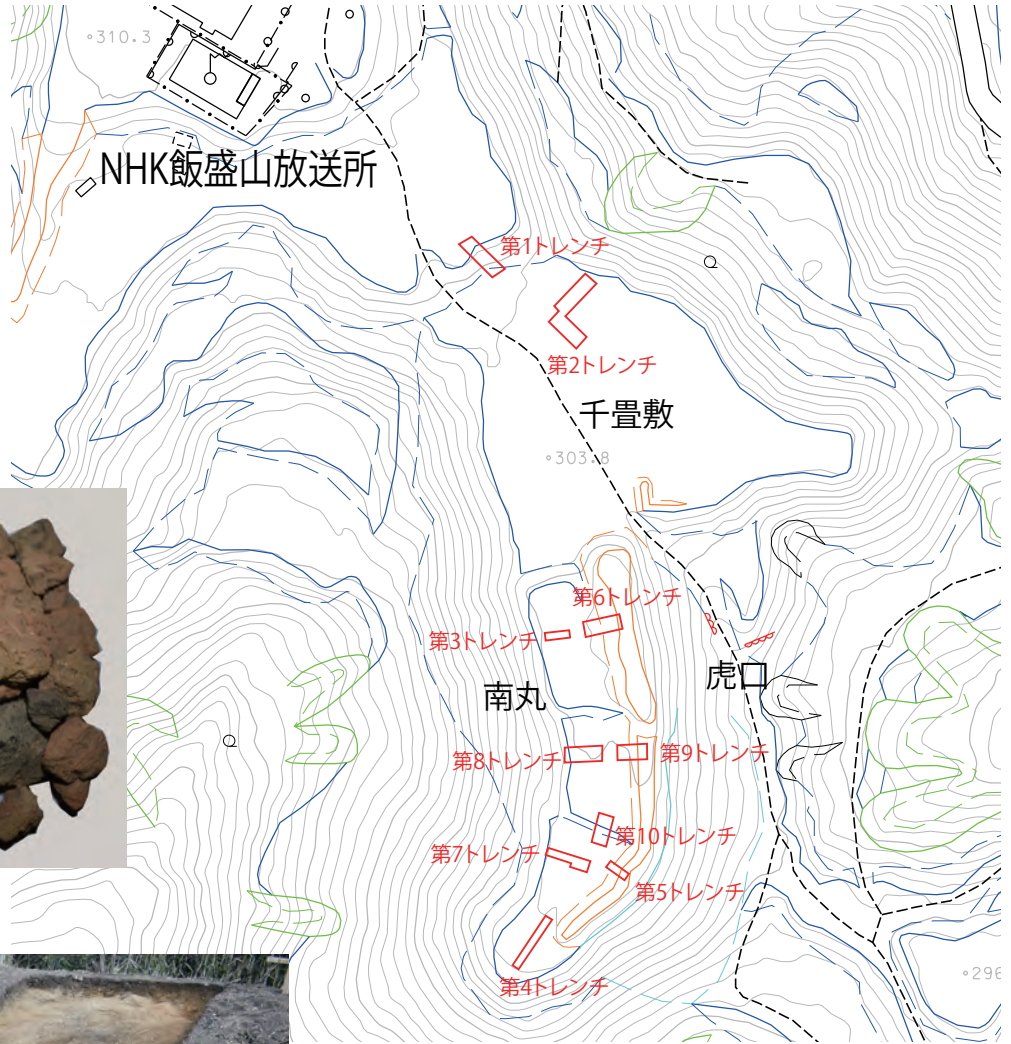 310.3
NHK飯盛山放送所
第1トレンチ
第2トレンチ
千畳敷
303.8
第6トレンチ
第3トレンチ
南丸
虎口
第8トレンチ
第9トレンチ
第10トレンチ
第7トレンチ
第5トレンチ
296
第4トレンチ